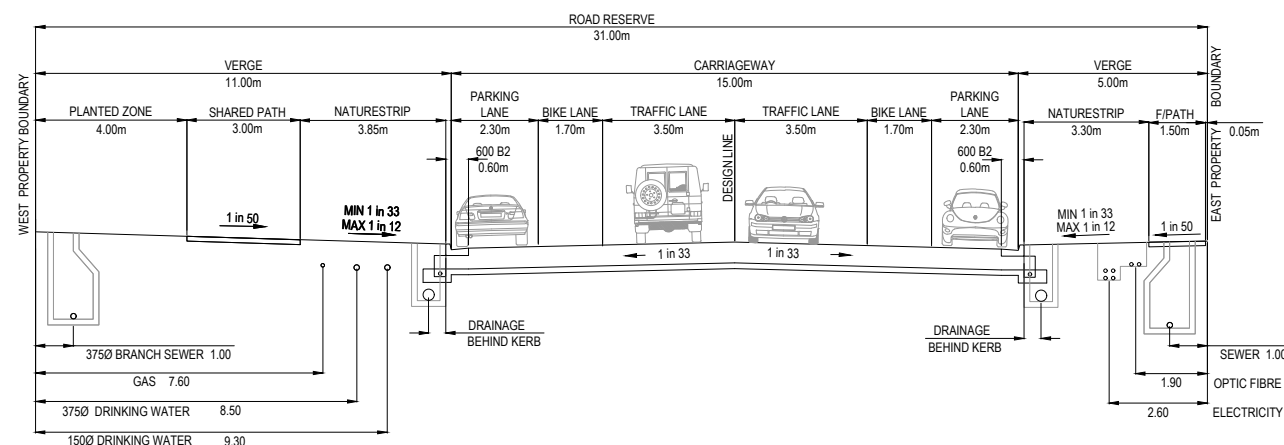 ROAD RESERVE
31.00m
VERGE
11.00m
CARRIAGEWAY
15.00m
VERGE
5.00m
WEST PROPERTY BOUNDARY
PLANTED ZONE
4.00m
SHARED PATH
3.00m
NATURESTRIP
3.85m
PARKING
LANE
2.30m
BIKE LANE
1.70m
TRAFFIC LANE
3.50m
TRAFFIC LANE
3.50m
BIKE LANE
1.70m
PARKING
LANE
2.30m
NATURESTRIP
3.30m
F/PATH
1.50m
0.05m
EAST PROPERTY BOUNDARY
600 B2
0.60m
DESIGN LINE
600 B2
0.60m
1 in 50
MIN 1 in 33
MAX 1 in 12
1 in 33
1 in 33
MIN 1 in 33
MAX 1 in 12
1 in 50
DRAINAGE
BEHIND KERB
DRAINAGE
BEHIND KERB
375Ø BRANCH SEWER 1.00
GAS 7.60
375Ø DRINKING WATER 8.50
150Ø DRINKING WATER 9.30
SEWER 1.00
1.90 OPTIC FIBRE
2.60 ELECTRICITY